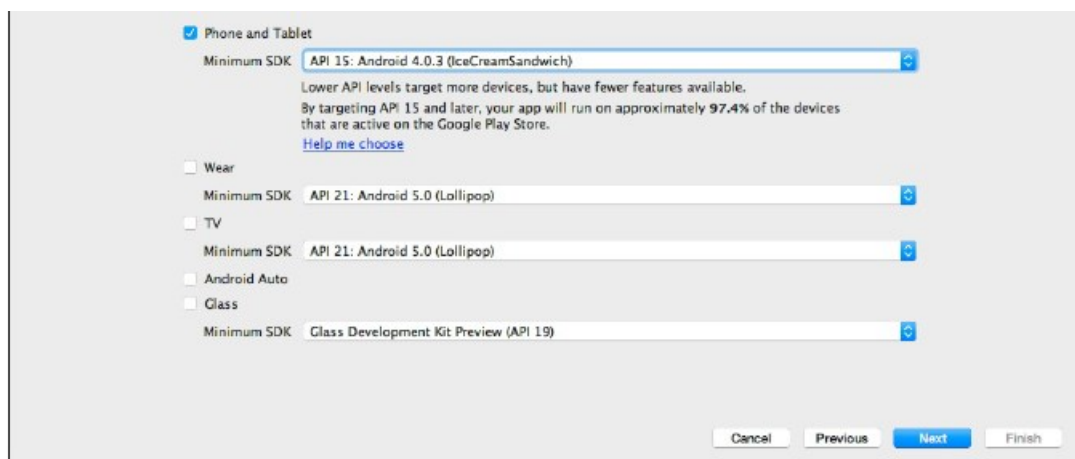 Phone and Tablet
Minimum SDK API 15: Android 4.0.3 (IceCreamSandwich)
Lower API levels target more devices, but have fewer features available.
By targeting API 15 and later, your app will run on approximately 97.4% of the devices
that are active on the Google Play Store.
Help me choose
Wear
Minimum SDK API 21: Android 5.0 (Lollipop)
TV
Minimum SDK API 21: Android 5.0 (Lollipop)
Android Auto
Glass
Minimum SDK Glass Development Kit Preview (API 19)
Cancel Previous Next Finish